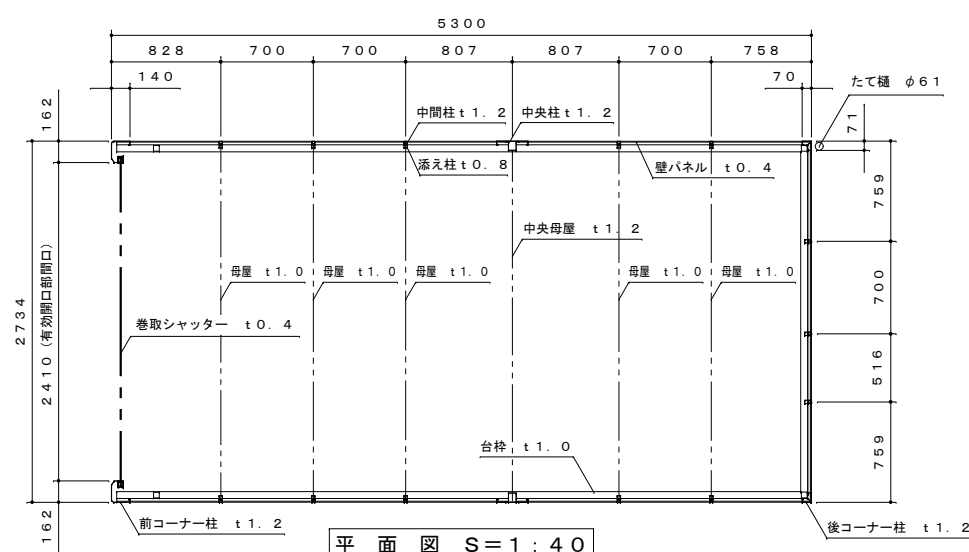 5300
828 700 700 807 807 700 758
140 70
たて樋 φ61
162
中間柱t1.2 中央柱t1.2
71
添え柱t0.8
壁パネル t0.4
759
中央母屋 t1.2
母屋 t1.0 母屋 t1.0 母屋 t1.0 母屋 t1.0 母屋 t1.0
700
巻取シャッター t0.4
2734
2410(有効開口部間口)
516
台枠 t1.0
759
162
前コーナー柱 t1.2
後コーナー柱 t1.2
平面図 S=1:40